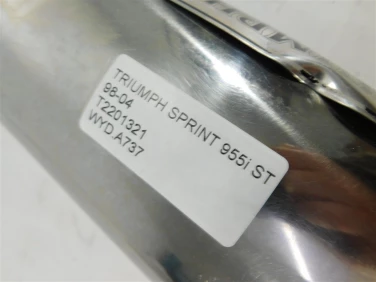 TRIUMPH SPRINT 955i ST
98-04
T2201321
WYD.A737